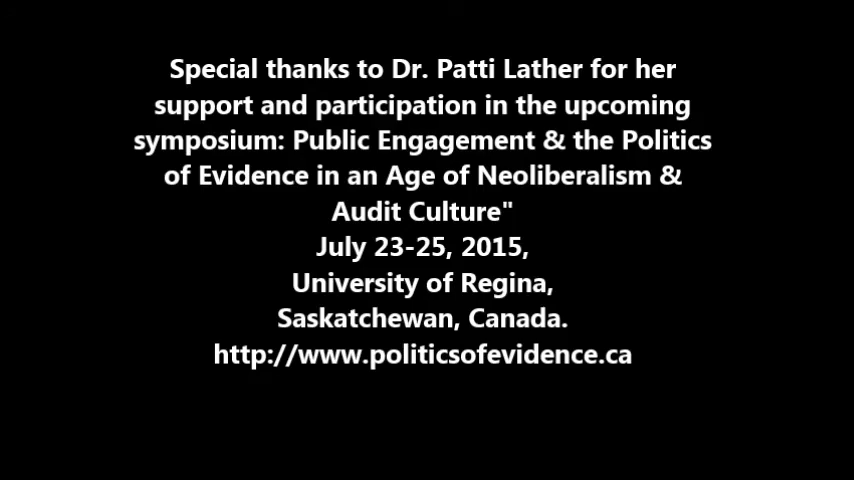 Special thanks to Dr. Patti Lather for her
support and participation in the upcoming
symposium: Public Engagement & the Politics
of Evidence in an Age of Neoliberalism &
Audit Culture"
July 23-25, 2015,
University of Regina,
Saskatchewan, Canada.
http://www.politicsofevidence.ca